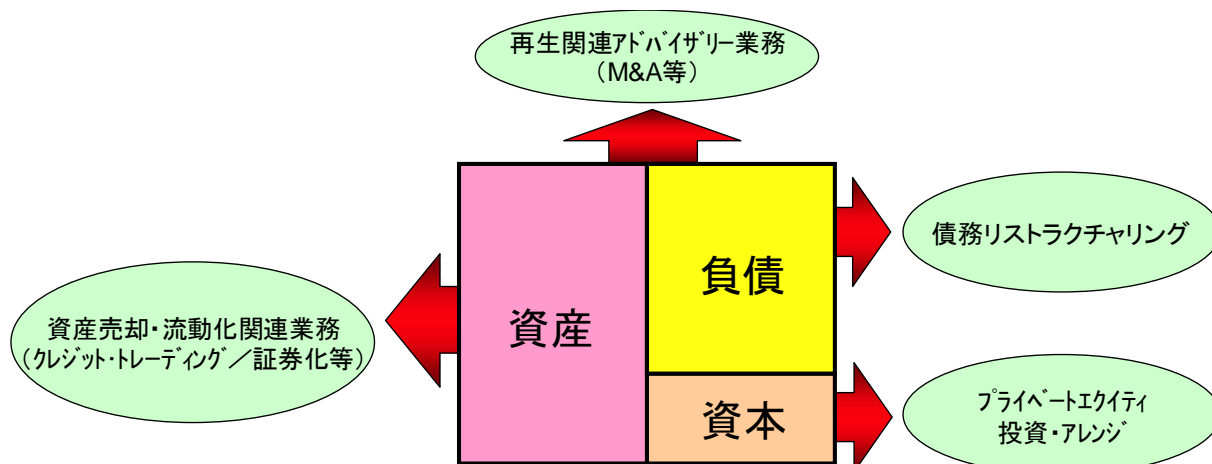 再生関連ｱﾄﾞﾊﾞｲｻﾞﾘｰ業務
（M&A等）
負債
債務リストラクチャリング
資産
資産売却・流動化関連業務
（ｸﾚｼﾞｯﾄ･ﾄﾚｰﾃﾞｨﾝｸﾞ／証券化等）
資本
ﾌﾟﾗｲﾍﾞｰﾄｴｸｲﾃｨ
投資・ｱﾚﾝｼﾞ